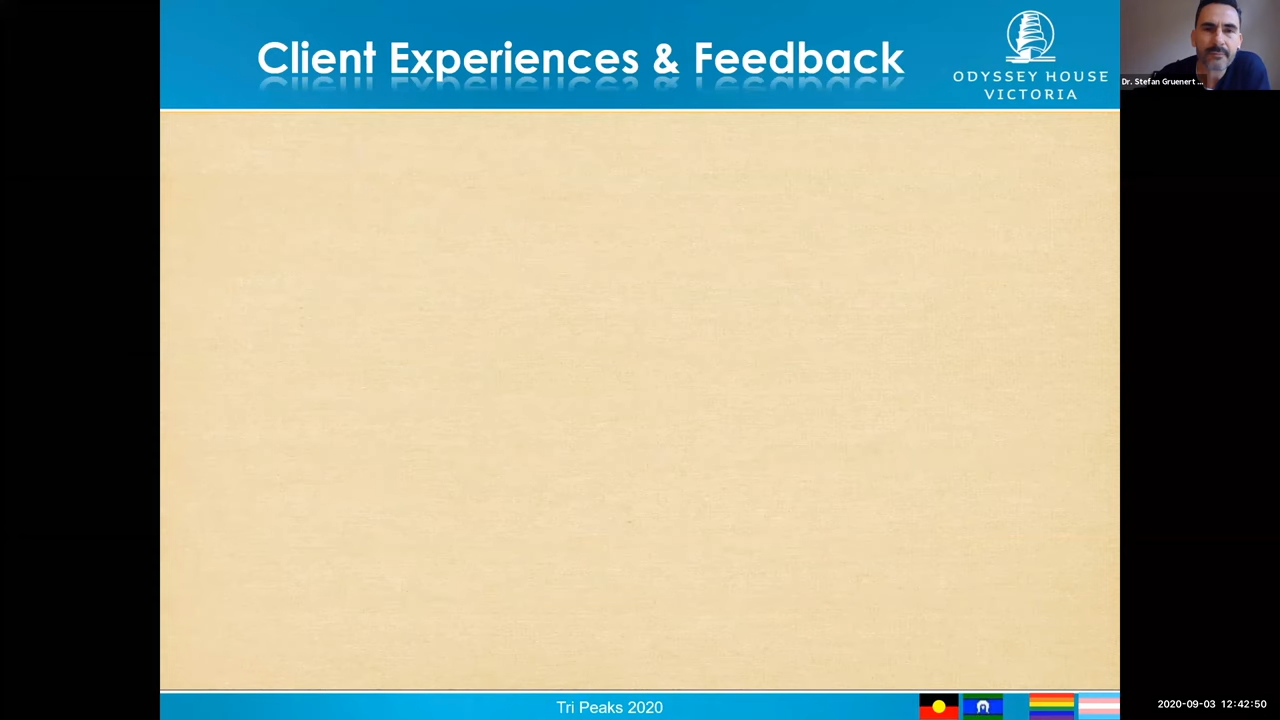 Client Experiences & Feedback
ODYSSEY HOUSE
VICTORIA
Dr. Stefan Gruenert ...
Tri Peaks 2020
2020-09-03 12:42:50